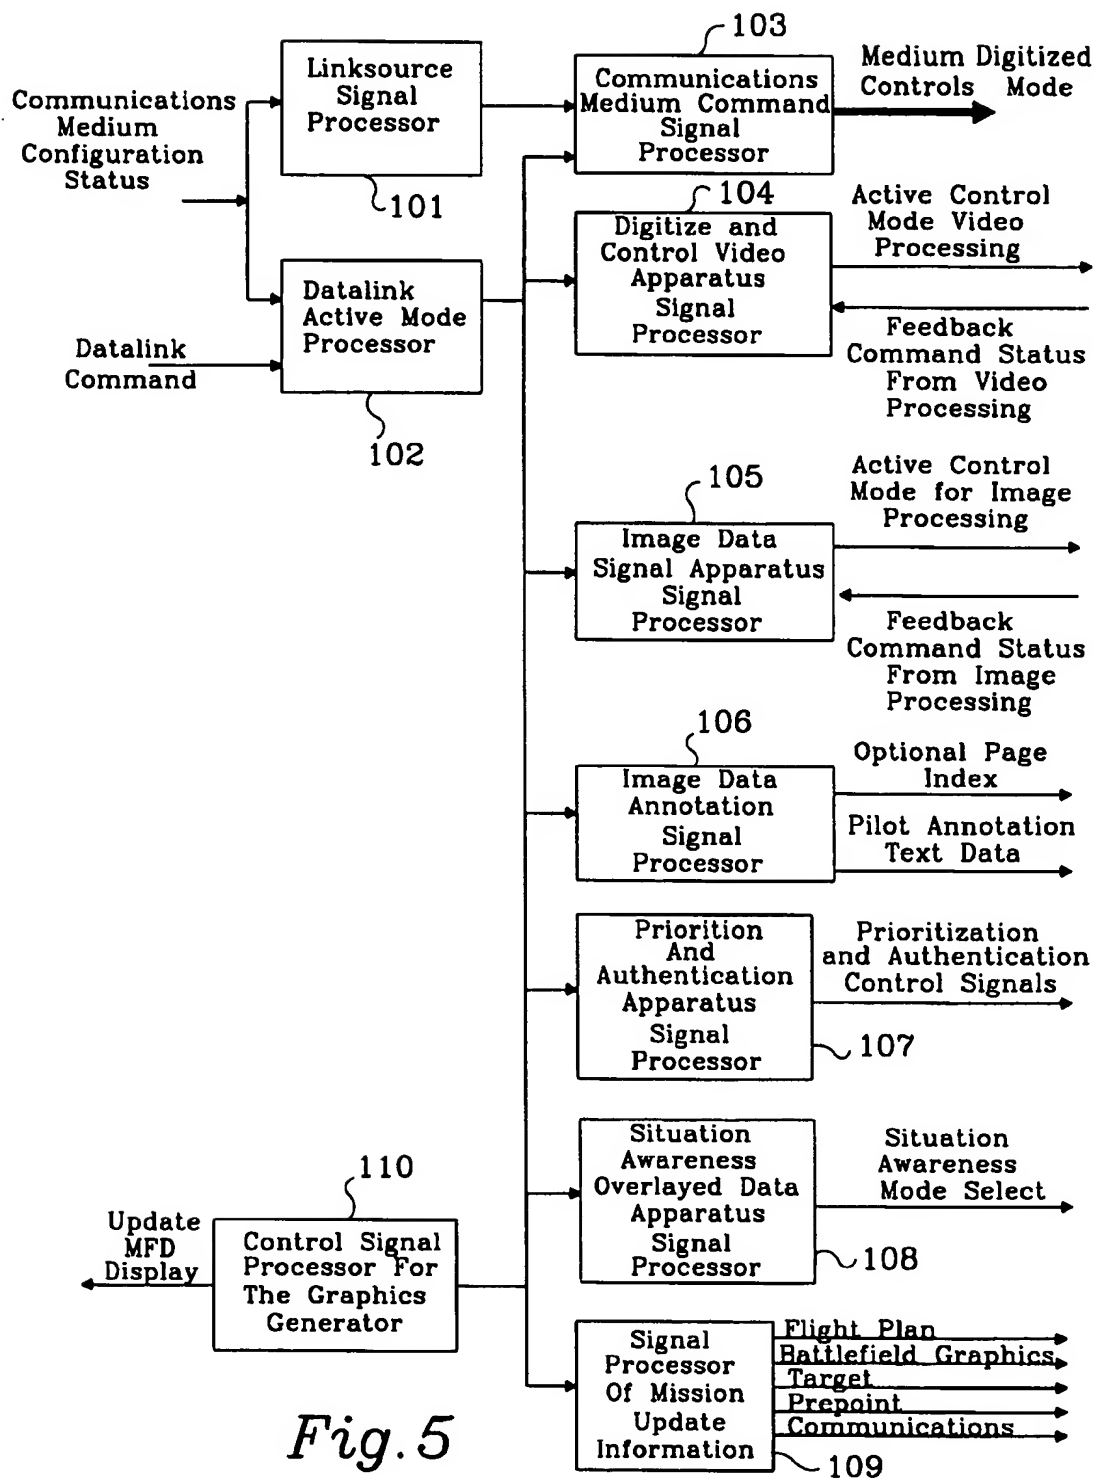 103
Linksource
Signal
Processor
Communications
Medium Command
Signal
Processor
Medium Digitized
Controls Mode
Communications
Medium
Configuration
Status
101
104
Digitize and
Control Video
Apparatus
Signal
Processor
Active Control
Mode Video
Processing
Datalink
Active Mode
Processor
Datalink
Command
Feedback
Command Status
From Video
Processing
102
105
Image Data
Signal Apparatus
Signal
Processor
Active Control
Mode for Image
Processing
Feedback
Command Status
From Image
Processing
106
Image Data
Annotation
Signal
Processor
Optional Page
Index
Pilot Annotation
Text Data
Priorition
And
Authentication
Apparatus
Signal
Processor
Prioritization
and Authentication
Control Signals
107
Situation
Awareness
Overlayed Data
Apparatus
Signal
Processor
Situation
Awareness
Mode Select
108
110
Update
MFD
Display
Control Signal
Processor For
The Graphics
Generator
Signal
Processor
Of Mission
Update
Information
Flight Plan
Battlefield Graphics
Target
Prepoint
Communications
109
Fig. 5